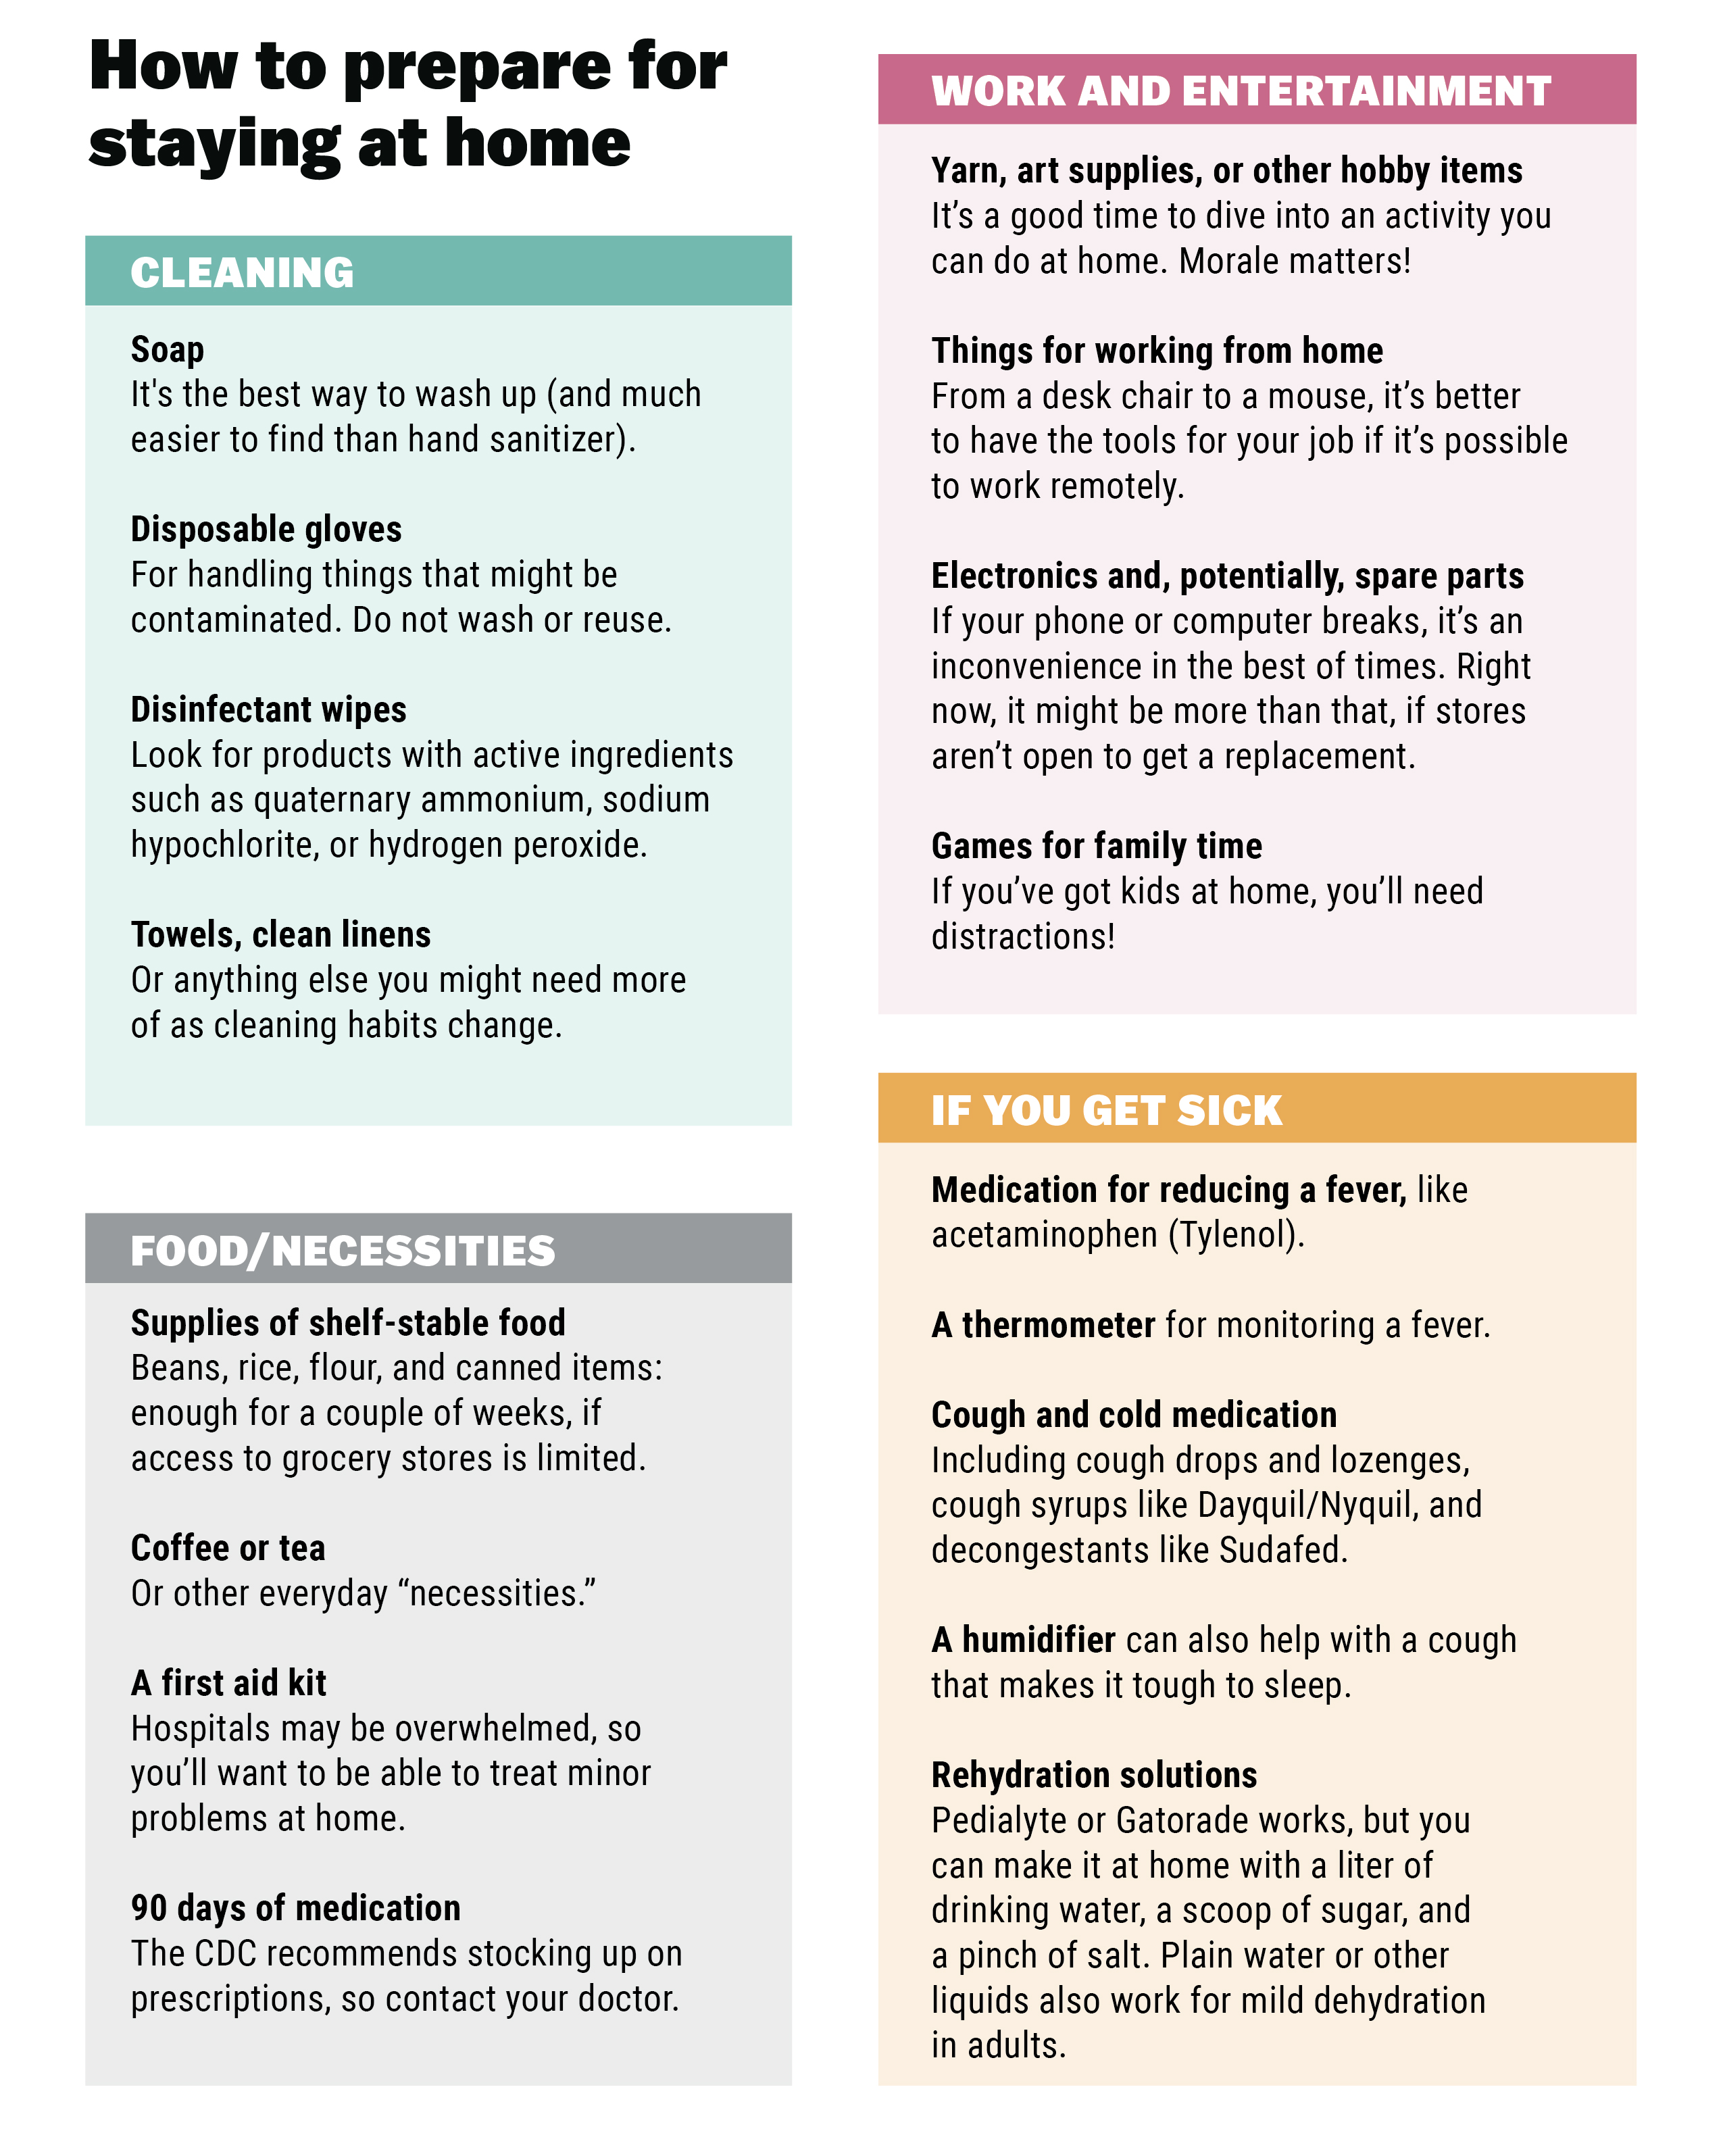 How to prepare for
staying at home
CLEANING
Soap
It's the best way to wash up (and much
easier to find than hand sanitizer).
Disposable gloves
For handling things that might be
contaminated. Do not wash or reuse.
Disinfectant wipes
Look for products with active ingredients
such as quaternary ammonium, sodium
hypochlorite, or hydrogen peroxide.
Towels, clean linens
Or anything else you might need more
of as cleaning habits change.
FOOD/NECESSITIES
Supplies of shelf-stable food
Beans, rice, flour, and canned items:
enough for a couple of weeks, if
access to grocery stores is limited.
Coffee or tea
Or other everyday “necessities.”
A first aid kit
Hospitals may be overwhelmed, so
you’ll want to be able to treat minor
problems at home.
90 days of medication
The CDC recommends stocking up on
prescriptions, so contact your doctor.
WORK AND ENTERTAINMENT
Yarn, art supplies, or other hobby items
It’s a good time to dive into an activity you
can do at home. Morale matters!
Things for working from home
From a desk chair to a mouse, it’s better
to have the tools for your job if it’s possible
to work remotely.
Electronics and, potentially, spare parts
If your phone or computer breaks, it’s an
inconvenience in the best of times. Right
now, it might be more than that, if stores
aren’t open to get a replacement.
Games for family time
If you’ve got kids at home, you’ll need
distractions!
IF YOU GET SICK
Medication for reducing a fever, like
acetaminophen (Tylenol).
A thermometer for monitoring a fever.
Cough and cold medication
Including cough drops and lozenges,
cough syrups like Dayquil/Nyquil, and
decongestants like Sudafed.
A humidifier can also help with a cough
that makes it tough to sleep.
Rehydration solutions
Pedialyte or Gatorade works, but you
can make it at home with a liter of
drinking water, a scoop of sugar, and
a pinch of salt. Plain water or other
liquids also work for mild dehydration
in adults.